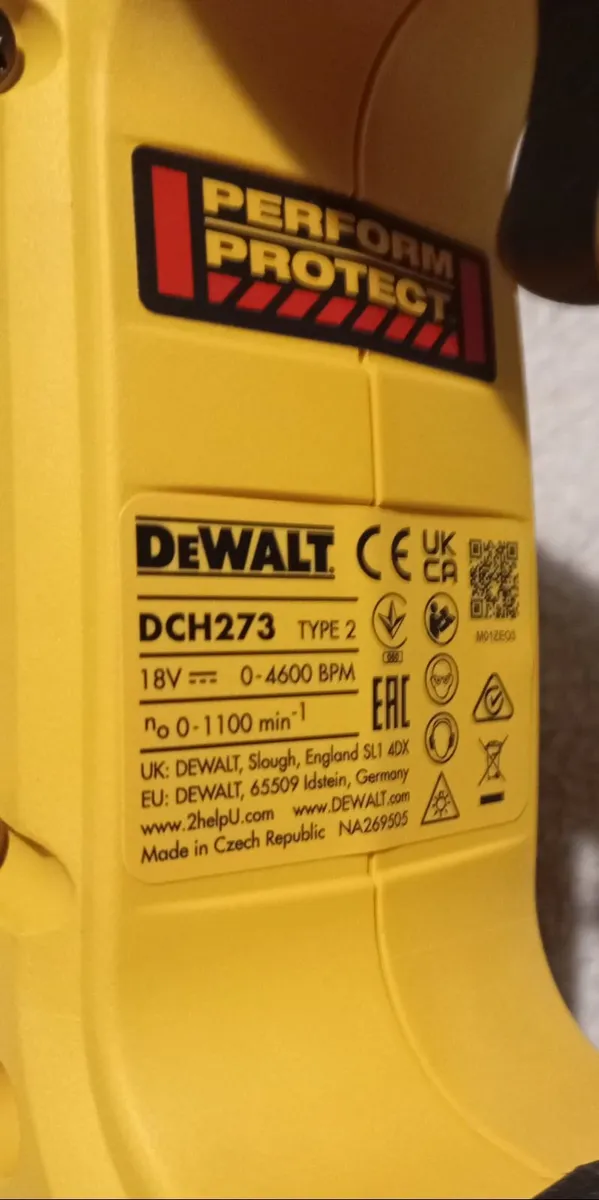 PERFORM
PROTECT
DEWALT
CE UK CA
DCH273 TYPE 2
18V 0-4600 BPM
n₀ 0-1100 min⁻¹
EAC
UK: DEWALT, Slough, England SL1 4DX
EU: DEWALT, 65509 Idstein, Germany
www.2helpU.com www.DEWALT.com
Made in Czech Republic NA269505